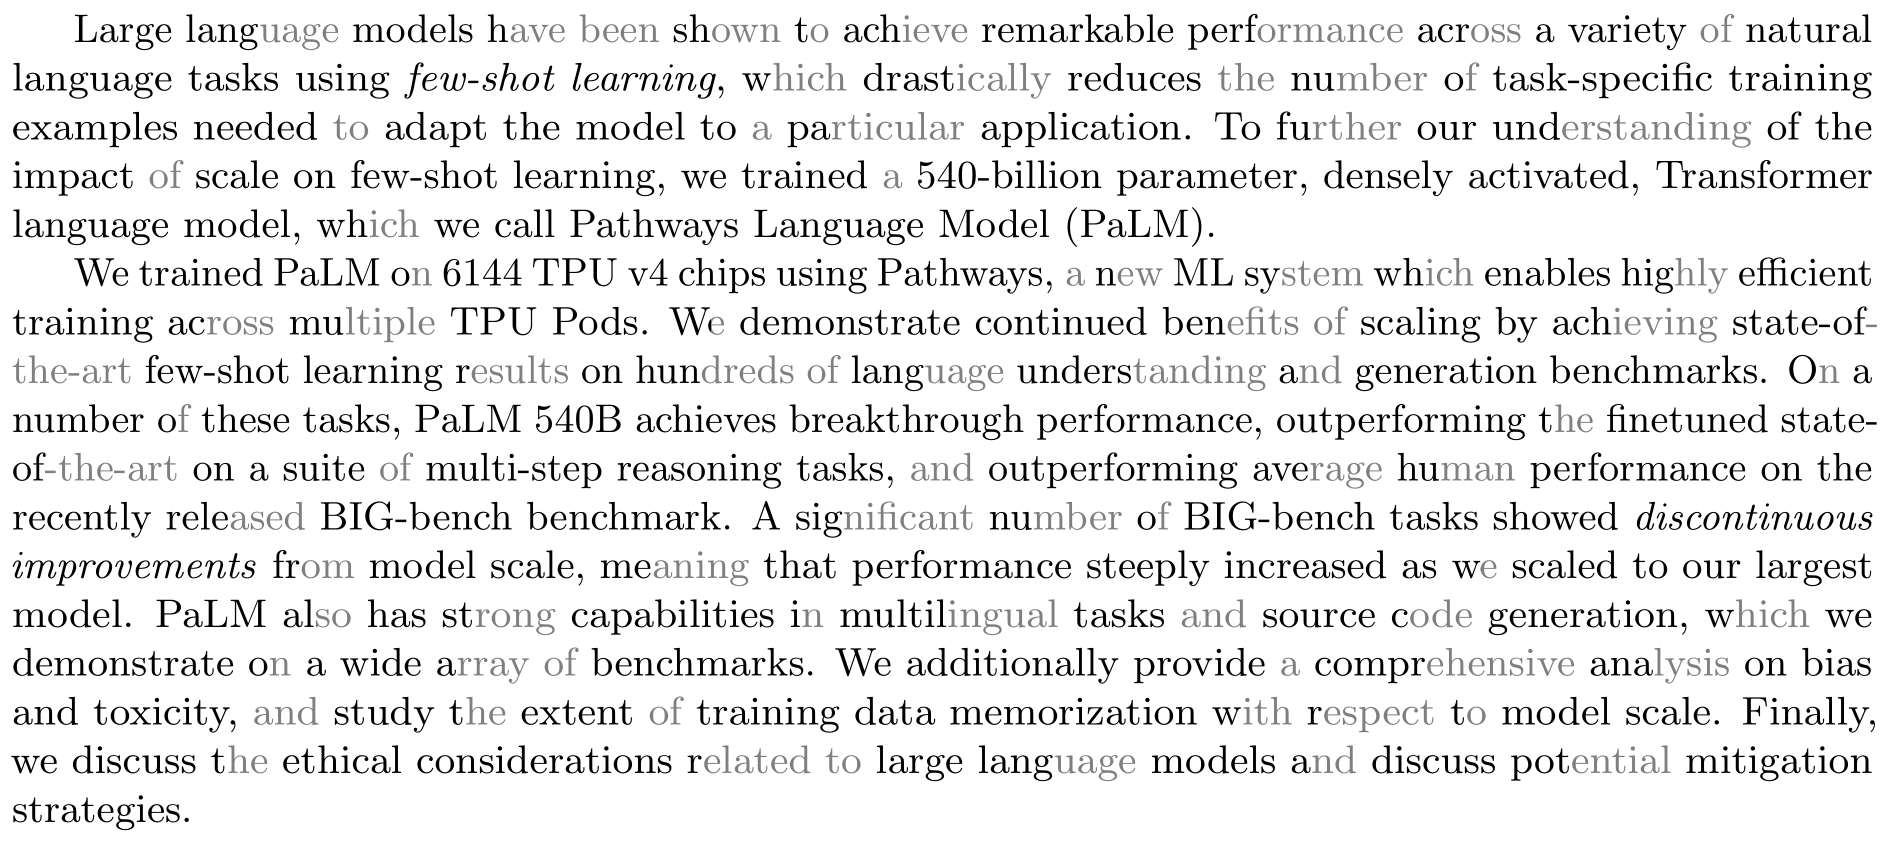 Large language models have been shown to achieve remarkable performance across a variety of natural
language tasks using few-shot learning, which drastically reduces the number of task-specific training
examples needed to adapt the model to a particular application. To further our understanding of the
impact of scale on few-shot learning, we trained a 540-billion parameter, densely activated, Transformer
language model, which we call Pathways Language Model (PaLM).
We trained PaLM on 6144 TPU v4 chips using Pathways, a new ML system which enables highly efficient
training across multiple TPU Pods. We demonstrate continued benefits of scaling by achieving state-of-
the-art few-shot learning results on hundreds of language understanding and generation benchmarks. On a
number of these tasks, PaLM 540B achieves breakthrough performance, outperforming the finetuned state-
of-the-art on a suite of multi-step reasoning tasks, and outperforming average human performance on the
recently released BIG-bench benchmark. A significant number of BIG-bench tasks showed discontinuous
improvements from model scale, meaning that performance steeply increased as we scaled to our largest
model. PaLM also has strong capabilities in multilingual tasks and source code generation, which we
demonstrate on a wide array of benchmarks. We additionally provide a comprehensive analysis on bias
and toxicity, and study the extent of training data memorization with respect to model scale. Finally,
we discuss the ethical considerations related to large language models and discuss potential mitigation
strategies.